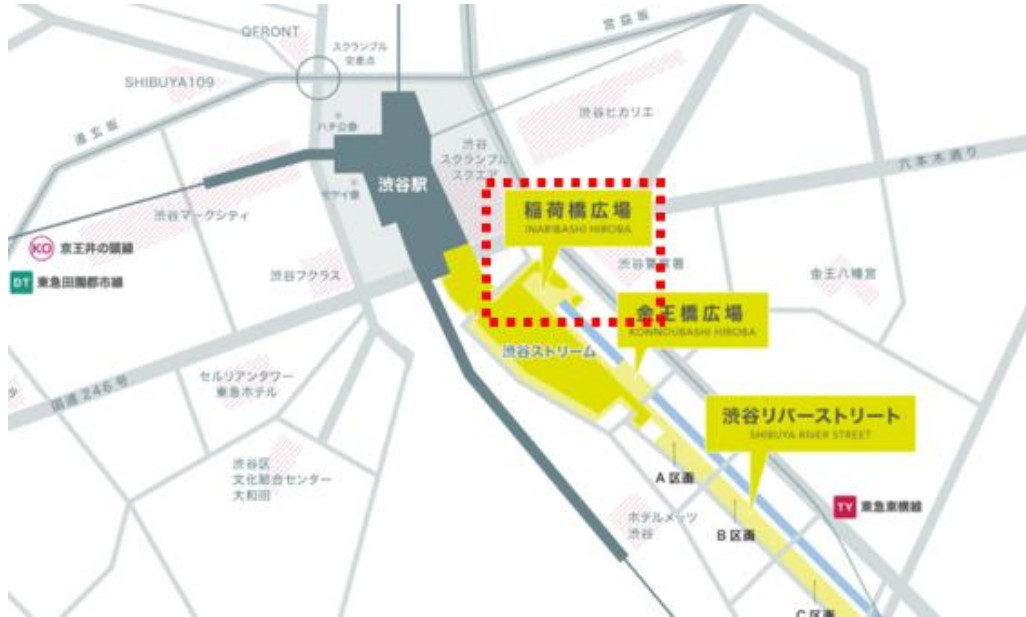 QFRONT
スクランブル
交差点
宮益坂
SHIBUYA109
道玄坂
ハチ公像
渋谷ヒカリエ
渋谷
スクランブル
スクエア
六本木通り
渋谷駅
モヤイ像
渋谷マークシティ
稲荷橋広場
INARIBASHI HIROBA
KO 京王井の頭線
渋谷フクラス
渋谷警察署
金王八幡宮
DT 東急田園都市線
金王橋広場
KONNOUBASHI HIROBA
渋谷ストリーム
セルリアンタワー
東急ホテル
国道246号
渋谷リバーストリート
SHIBUYA RIVER STREET
渋谷区
文化総合センター
大和田
A区画
ホテルメッツ
渋谷
B区画
TY 東急東横線
C区画